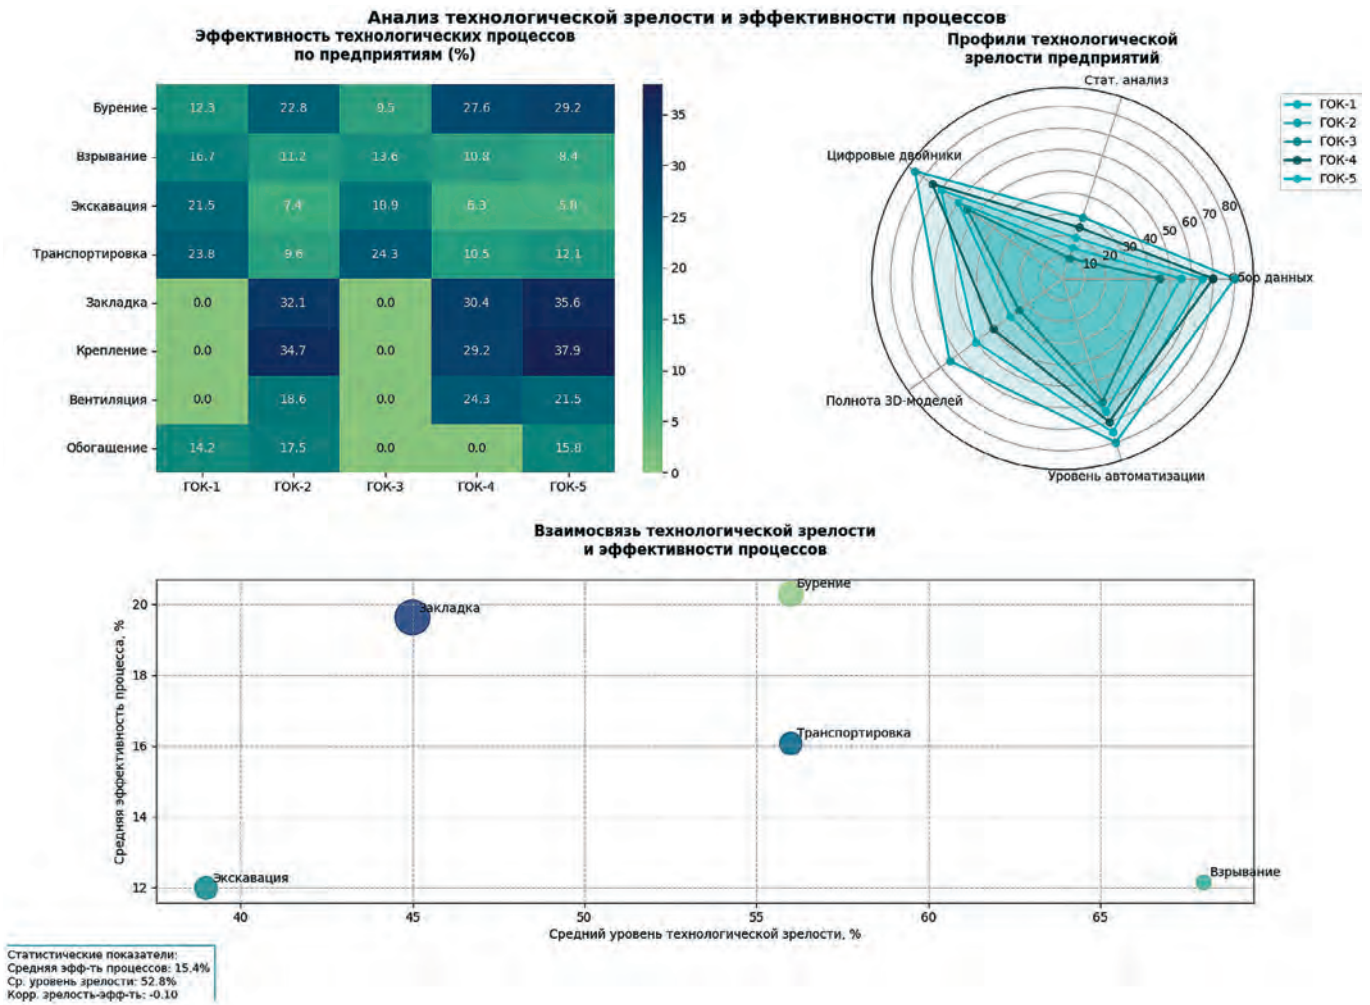 Анализ технологической зрелости и эффективности процессов
Эффективность технологических процессов
по предприятиям (%)
Бурение 12.3 22.8 9.5 27.6 29.2
Взрывание 16.7 11.2 13.6 10.8 8.4
Экскавация 21.5 7.4 18.9 6.3 5.8
Транспортировка 23.8 9.6 24.3 10.5 12.1
Закладка 0.0 32.1 0.0 30.4 35.6
Крепление 0.0 34.7 0.0 29.2 37.9
Вентиляция 0.0 18.6 0.0 24.3 21.5
Обогащение 14.2 17.5 0.0 0.0 15.8
ГОК-1 ГОК-2 ГОК-3 ГОК-4 ГОК-5
35
30
25
20
15
10
5
0
Профили технологической
зрелости предприятий
Стат. анализ
Цифровые двойники
бор данных
Полнота 3D-моделей
Уровень автоматизации
10 20 30 40 50 60 70 80
ГОК-1
ГОК-2
ГОК-3
ГОК-4
ГОК-5
Взаимосвязь технологической зрелости
и эффективности процессов
Средняя эффективность процесса, %
20
18
16
14
12
Бурение
Закладка
Транспортировка
Экскавация
Взрывание
40 45 50 55 60 65
Средний уровень технологической зрелости, %
Статистические показатели:
Средняя эфф-ть процессов: 15.4%
Ср. уровень зрелости: 52.8%
Корр. зрелость-эфф-ть: -0.10